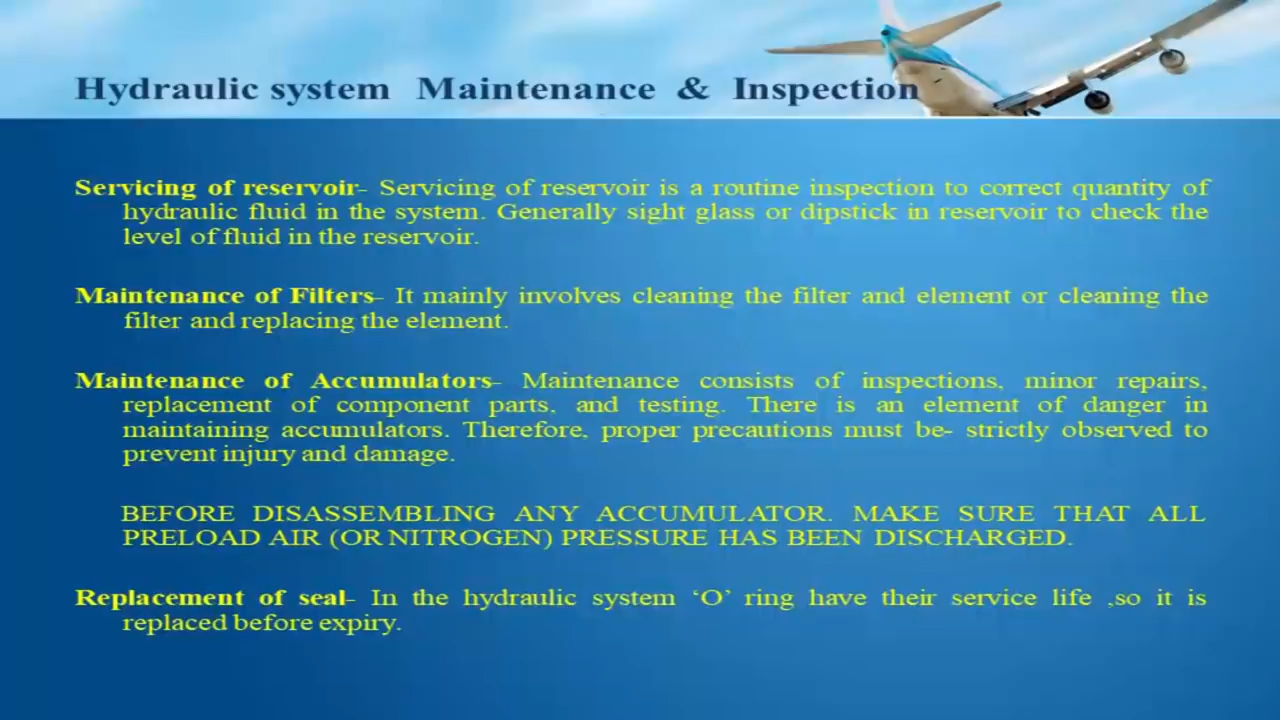 Hydraulic system Maintenance & Inspection
Servicing of reservoir- Servicing of reservoir is a routine inspection to correct quantity of
hydraulic fluid in the system. Generally sight glass or dipstick in reservoir to check the
level of fluid in the reservoir.
Maintenance of Filters- It mainly involves cleaning the filter and element or cleaning the
filter and replacing the element.
Maintenance of Accumulators- Maintenance consists of inspections, minor repairs,
replacement of component parts, and testing. There is an element of danger in
maintaining accumulators. Therefore, proper precautions must be- strictly observed to
prevent injury and damage.
BEFORE DISASSEMBLING ANY ACCUMULATOR. MAKE SURE THAT ALL
PRELOAD AIR (OR NITROGEN) PRESSURE HAS BEEN DISCHARGED.
Replacement of seal- In the hydraulic system ‘O’ ring have their service life ,so it is
replaced before expiry.